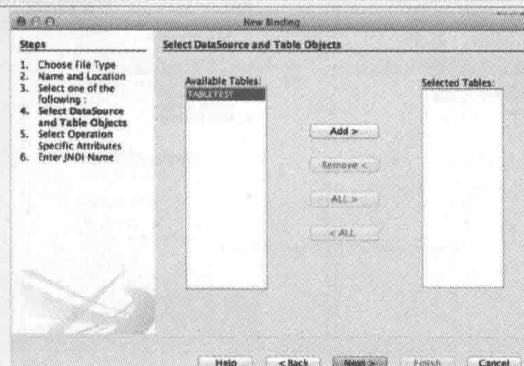 New Binding
Steps
1. Choose File Type
2. Name and Location
3. Select one of the
following :
4. Select DataSource
and Table Objects
5. Select Operation
Specific Attributes
6. Enter JNDI Name
Select DataSource and Table Objects
Available Tables:
TABLETEST
Add >
Remove <
ALL >
< ALL
Selected Tables:
Help
< Back
Next >
Finish
Cancel